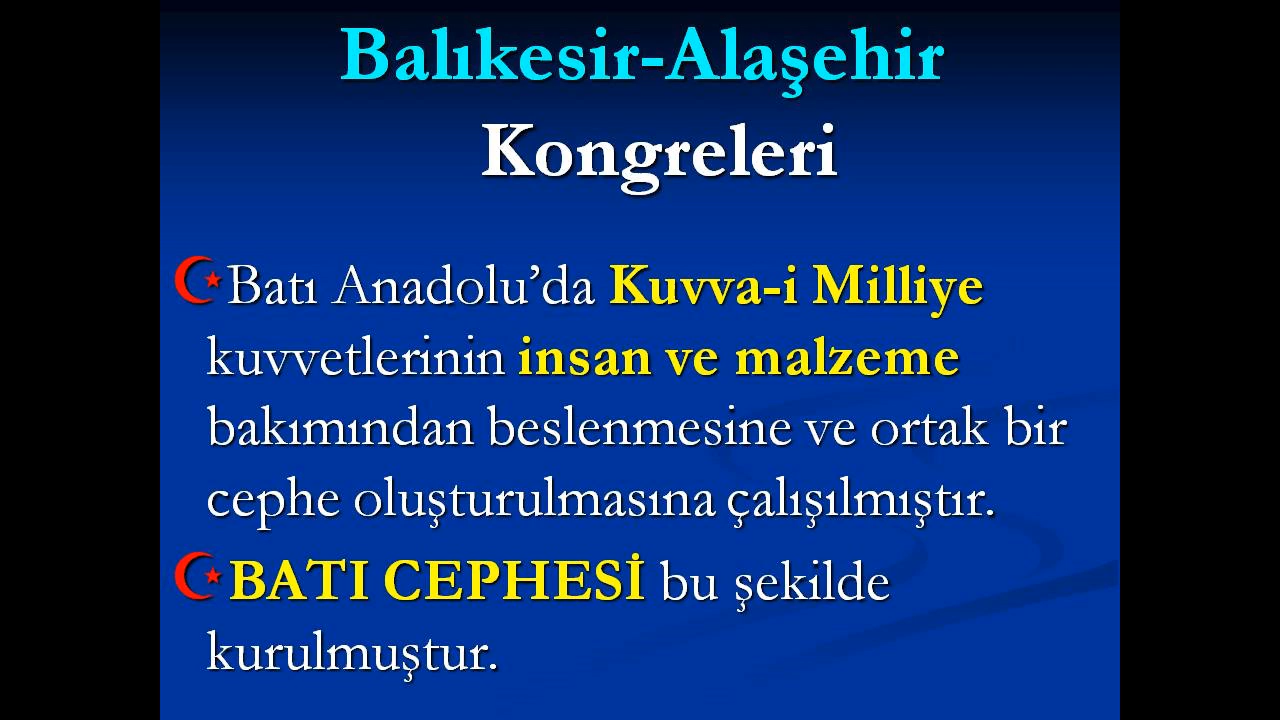 Balıkesir-Alaşehir
Kongreleri
Batı Anadolu’da Kuvva-i Milliye
kuvvetlerinin insan ve malzeme
bakımından beslenmesine ve ortak bir
cephe oluşturulmasına çalışılmıştır.
BATI CEPHESİ bu şekilde
kurulmuştur.